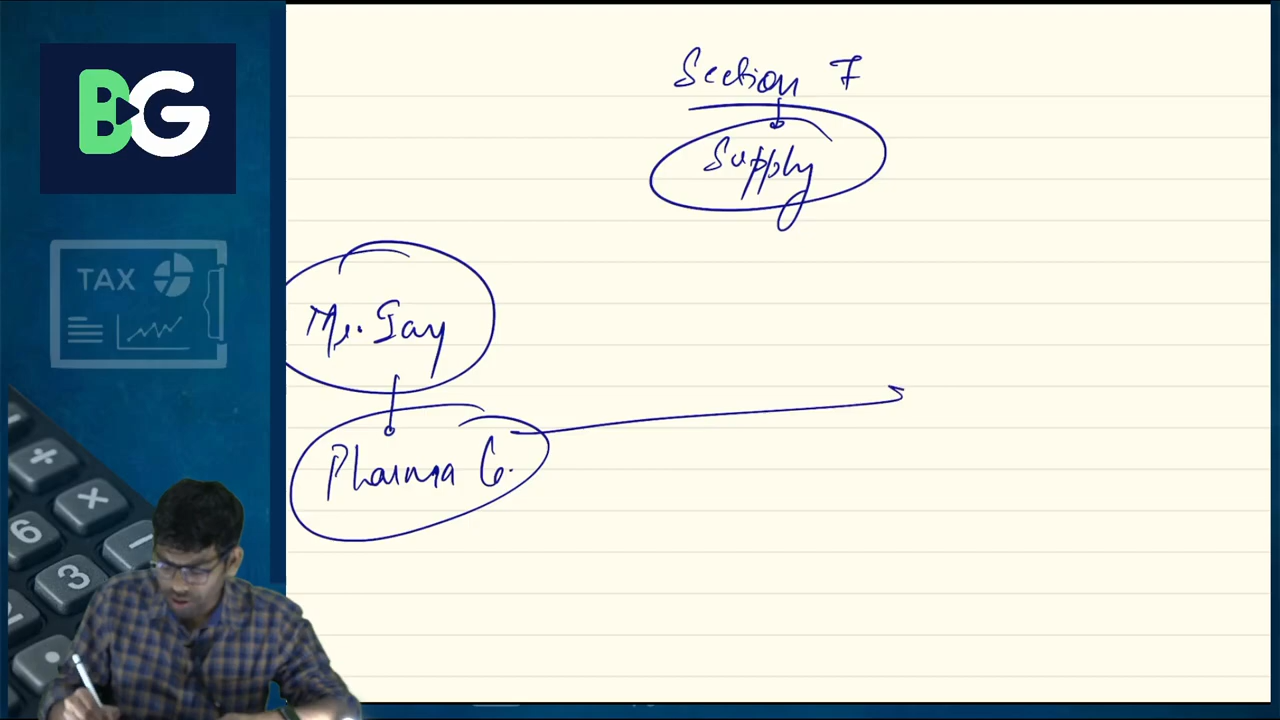 BG
TAX
Section 7
Supply
Mr. Jay
Pharma Co.